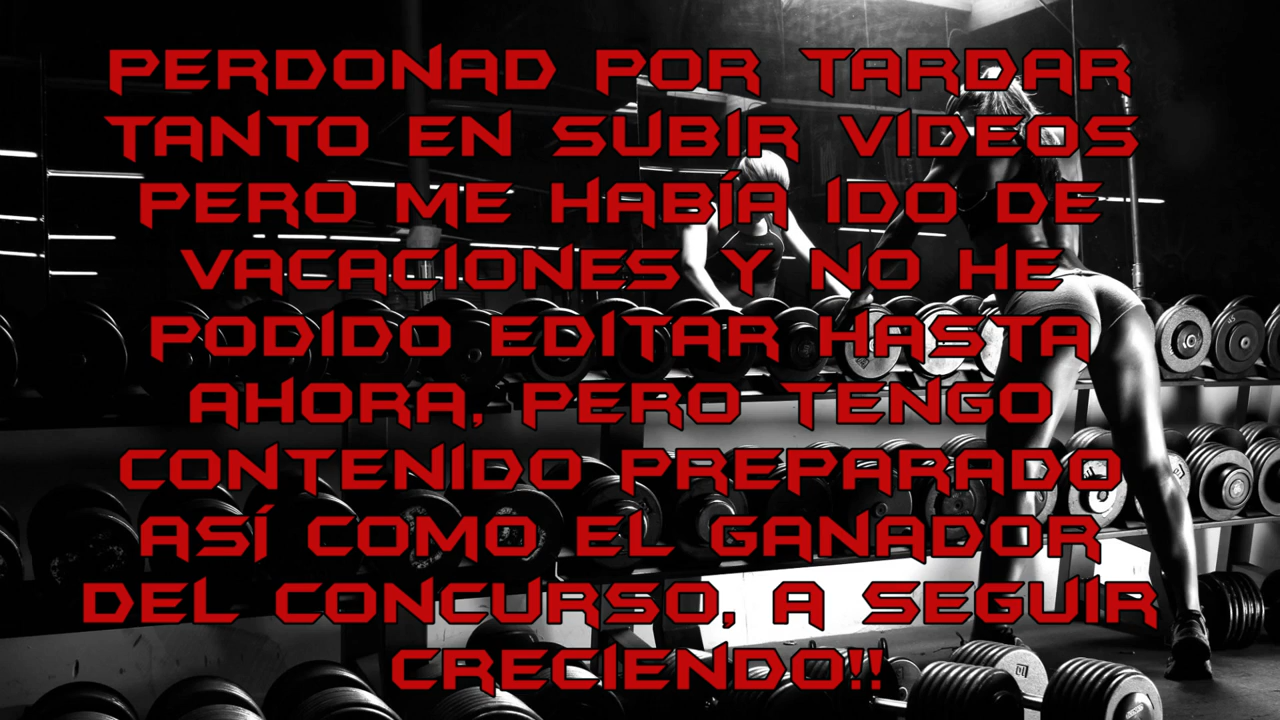 PERDONAD POR TARDAR
TANTO EN SUBIR VIDEOS
PERO ME HABÍA IDO DE
VACACIONES Y NO HE
PODIDO EDITAR HASTA
AHORA, PERO TENGO
CONTENIDO PREPARADO
ASÍ COMO EL GANADOR
DEL CONCURSO, A SEGUIR
CRECIENDO!!